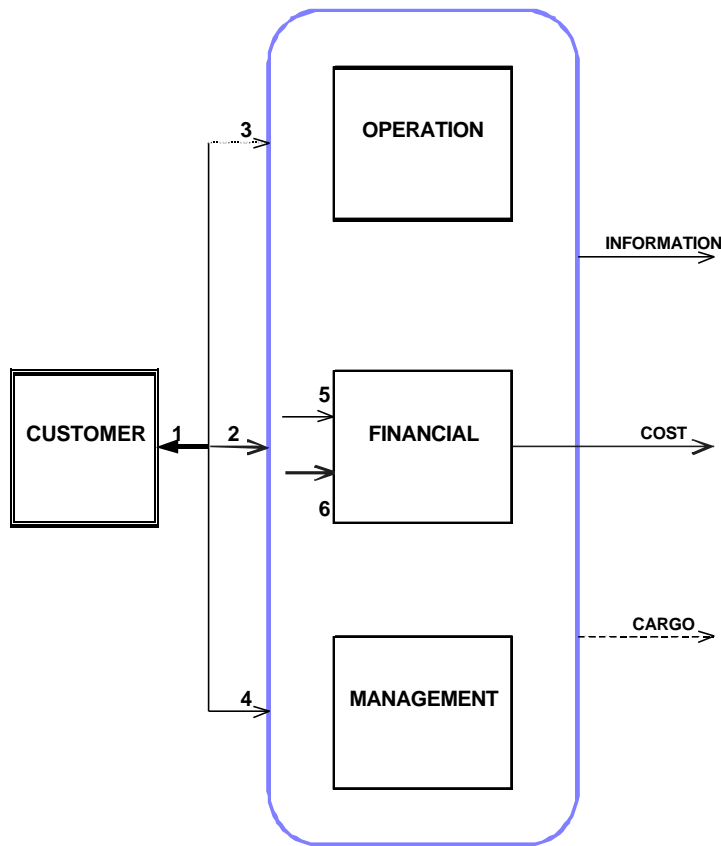 OPERATION
3
INFORMATION
5
CUSTOMER 1 2 FINANCIAL COST
6
CARGO
4 MANAGEMENT